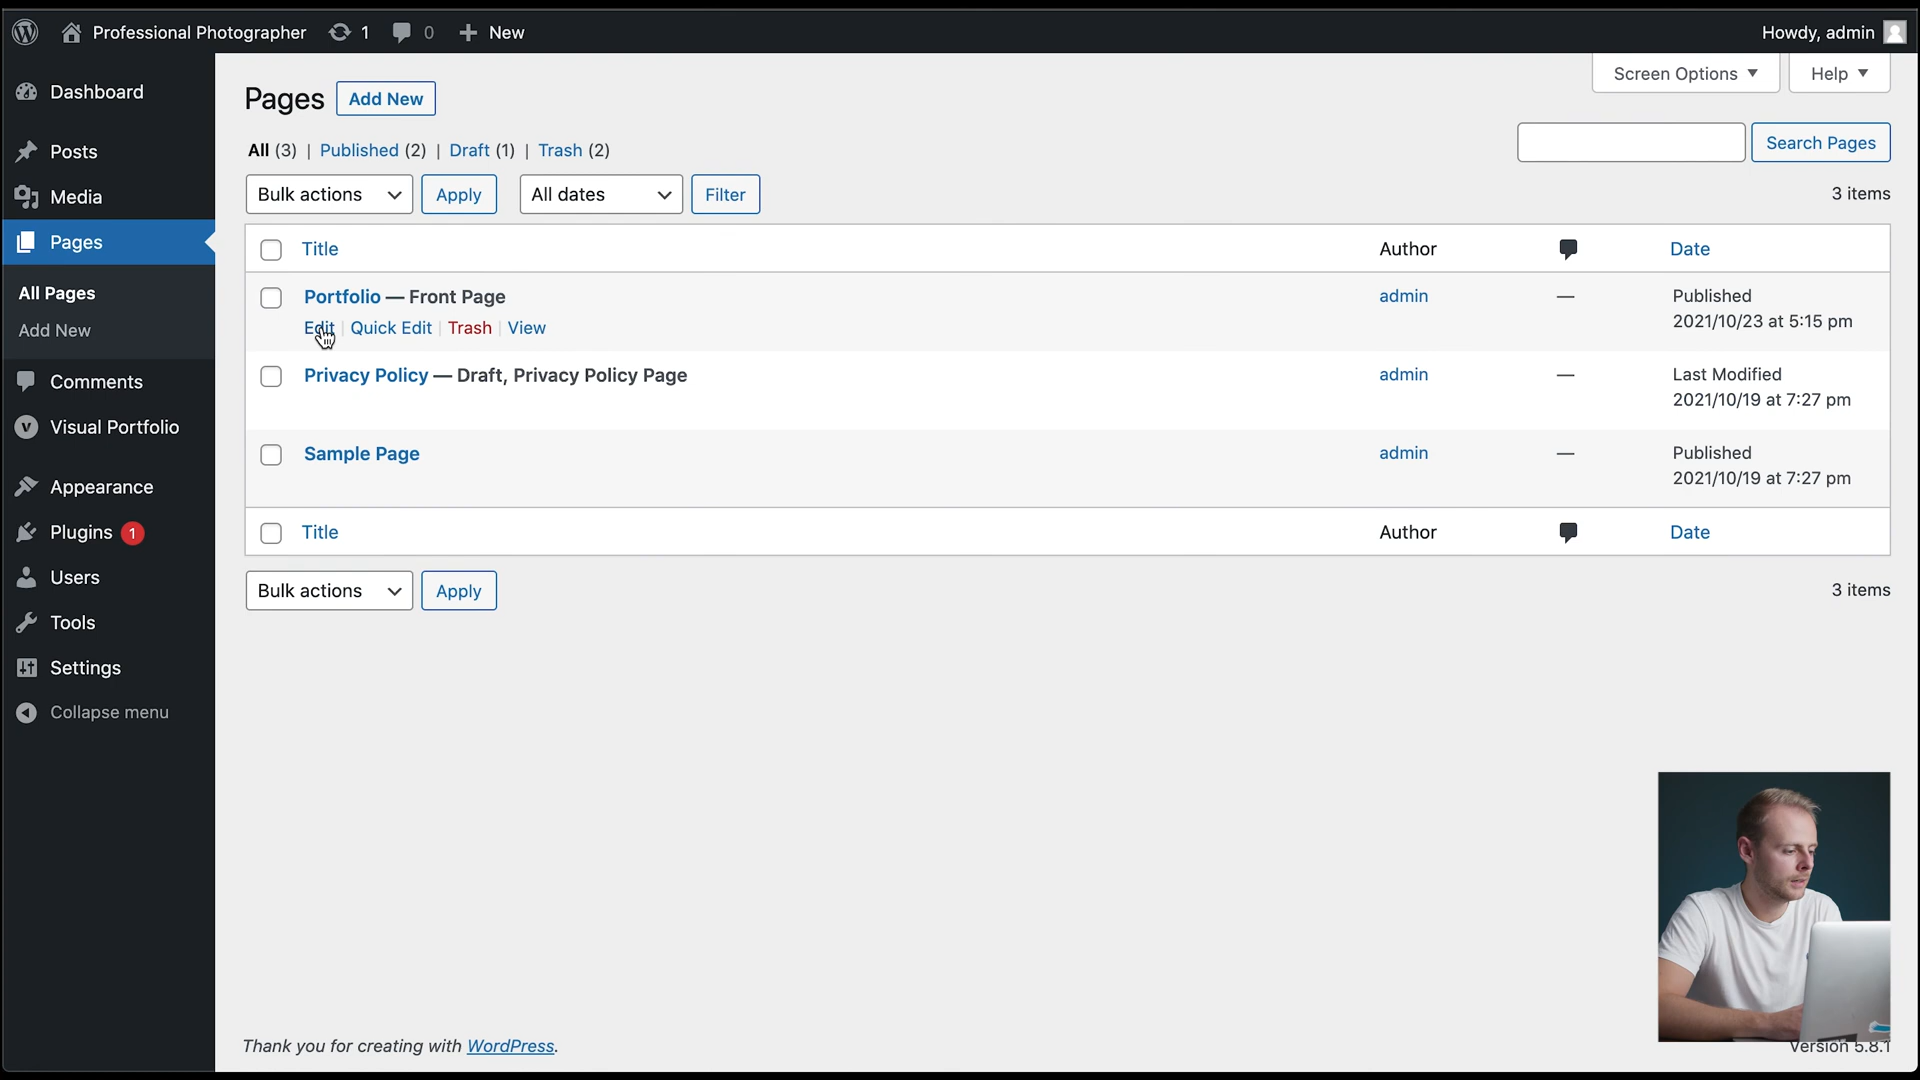 Professional Photographer 1 0 New Howdy, admin
Screen Options Help
Dashboard
Posts
Media
Pages
All Pages
Add New
Comments
Visual Portfolio
Appearance
Plugins 1
Users
Tools
Settings
Collapse menu
Pages Add New
All (3) | Published (2) | Draft (1) | Trash (2)
Search Pages
Bulk actions Apply All dates Filter
3 items
Title Author Date
Portfolio — Front Page admin — Published
2021/10/23 at 5:15 pm
Edit | Quick Edit | Trash | View
Privacy Policy — Draft, Privacy Policy Page admin — Last Modified
2021/10/19 at 7:27 pm
Sample Page admin — Published
2021/10/19 at 7:27 pm
Title Author Date
Bulk actions Apply
3 items
Thank you for creating with WordPress.
Version 5.8.1